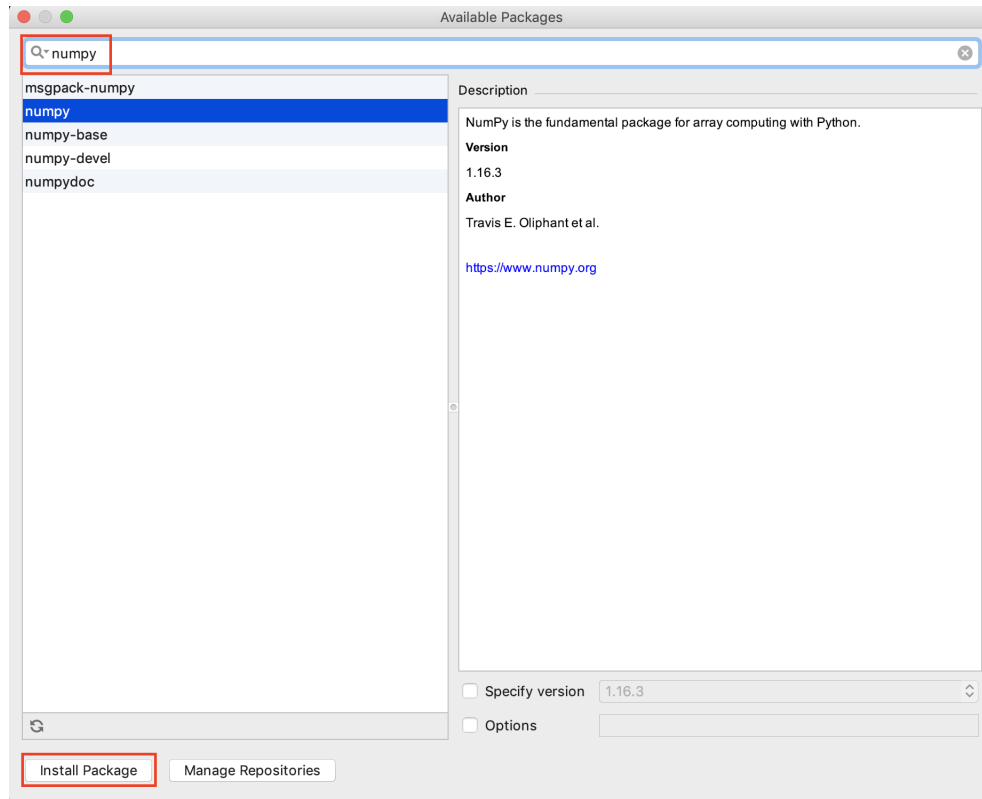 Available Packages
numpy
msgpack-numpy
numpy
numpy-base
numpy-devel
numpydoc
Description
NumPy is the fundamental package for array computing with Python.
Version
1.16.3
Author
Travis E. Oliphant et al.
https://www.numpy.org
Specify version 1.16.3
Options
Install Package Manage Repositories